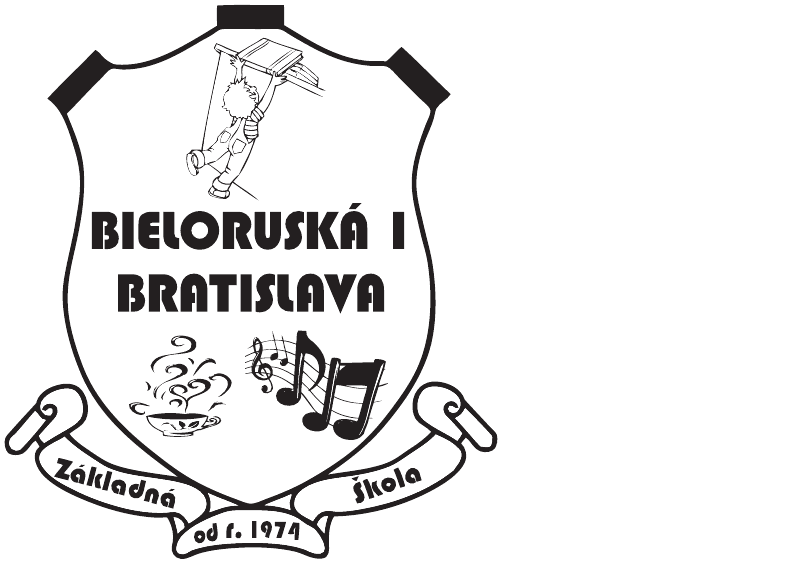 BIELORUSKÁ I
BRATISLAVA
Základná
Škola
od r. 1974